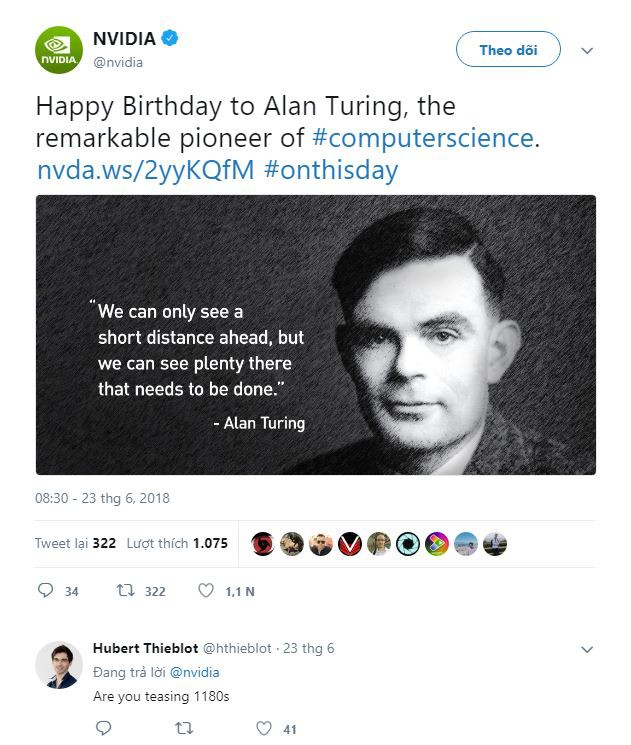 NVIDIA
@nvidia
Theo dõi
NVIDIA.
Happy Birthday to Alan Turing, the
remarkable pioneer of #computerscience.
nvda.ws/2yyKQfM #onthisday
“We can only see a
short distance ahead, but
we can see plenty there
that needs to be done.”
- Alan Turing
08:30 - 23 thg 6, 2018
Tweet lại 322 Lượt thích 1.075
34 322 1,1 N
Hubert Thieblot @hthieblot · 23 thg 6
Đang trả lời @nvidia
Are you teasing 1180s
41